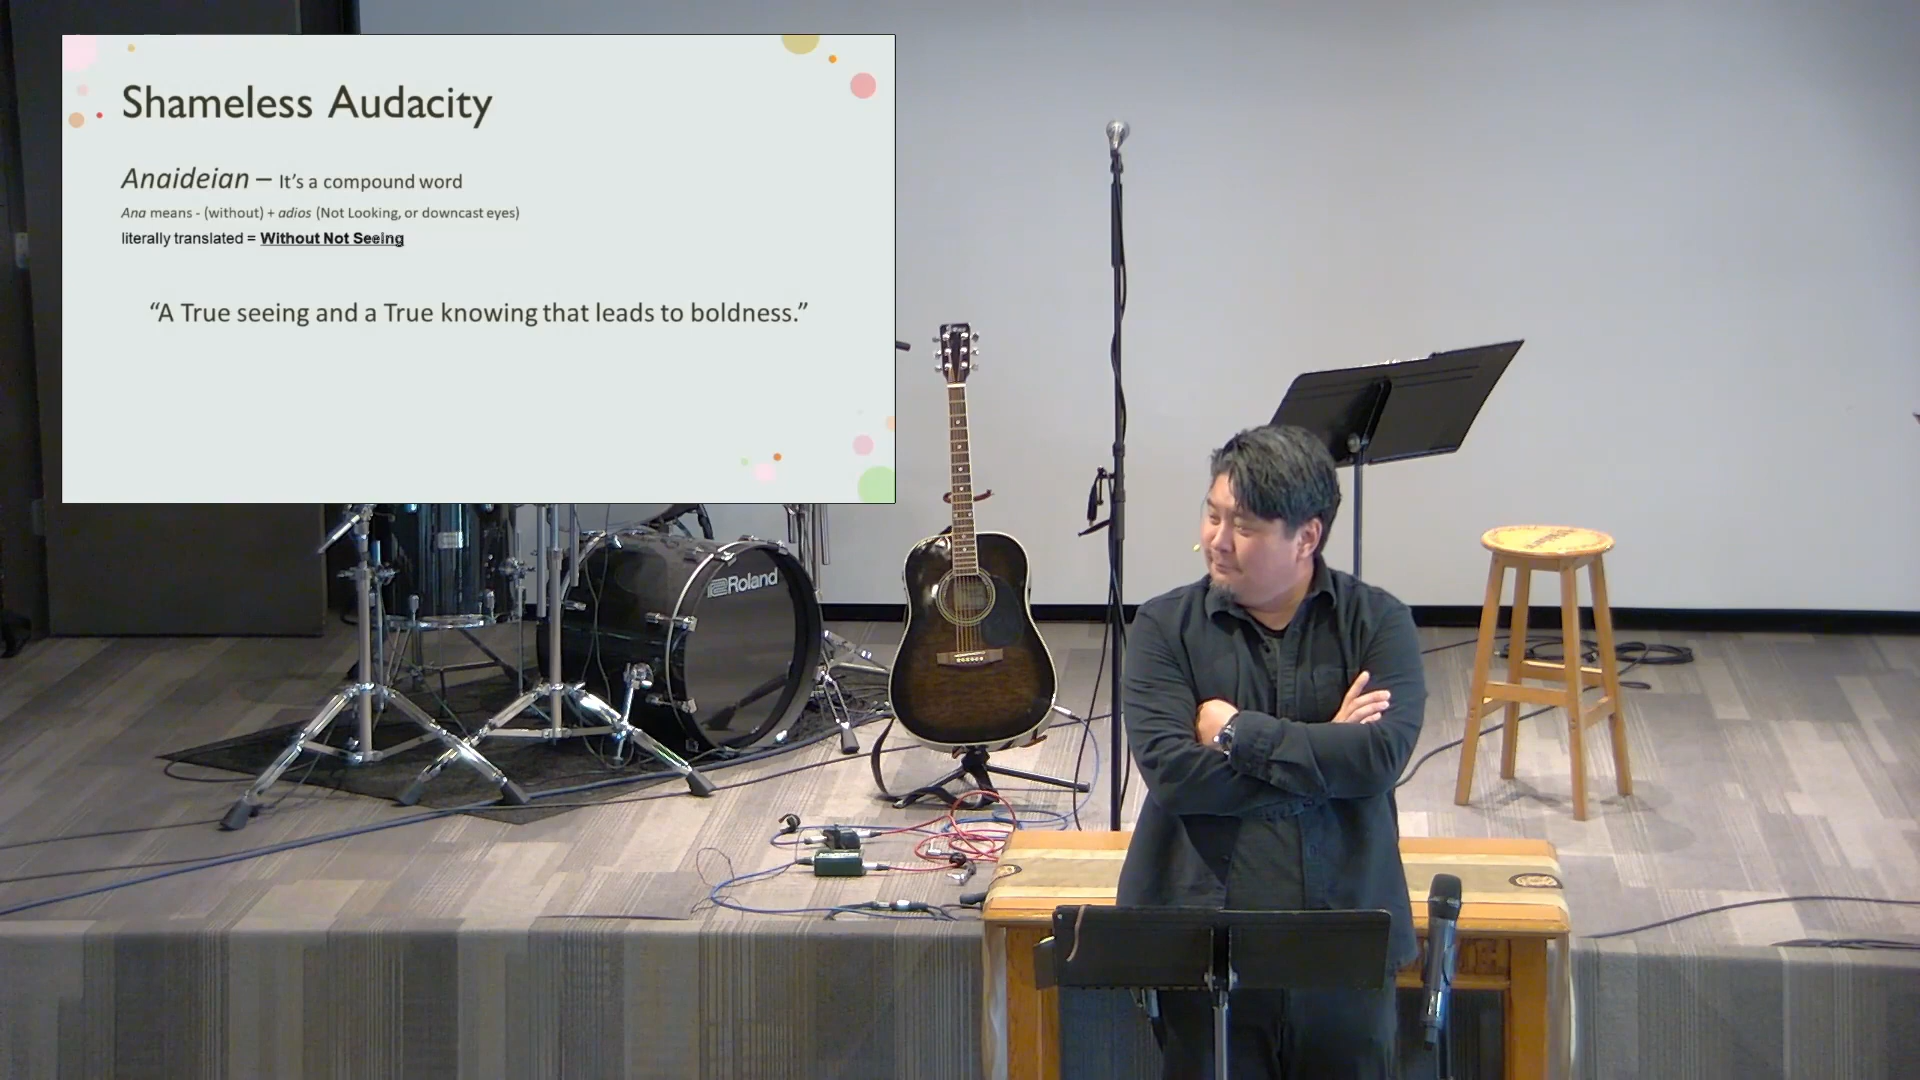 Shameless Audacity
Anaideian – It's a compound word
Ana means - (without) + adios (Not Looking, or downcast eyes)
literally translated = Without Not Seeing
“A True seeing and a True knowing that leads to boldness.”
Roland